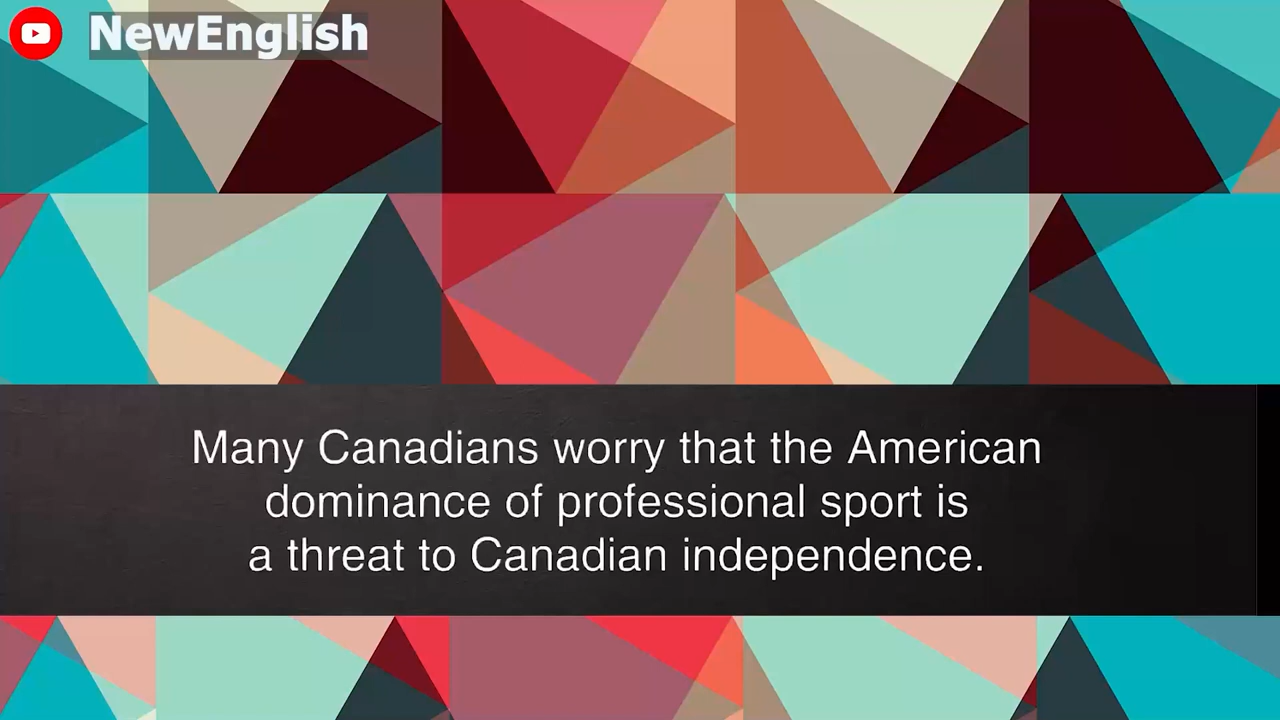 NewEnglish
Many Canadians worry that the American
dominance of professional sport is
a threat to Canadian independence.